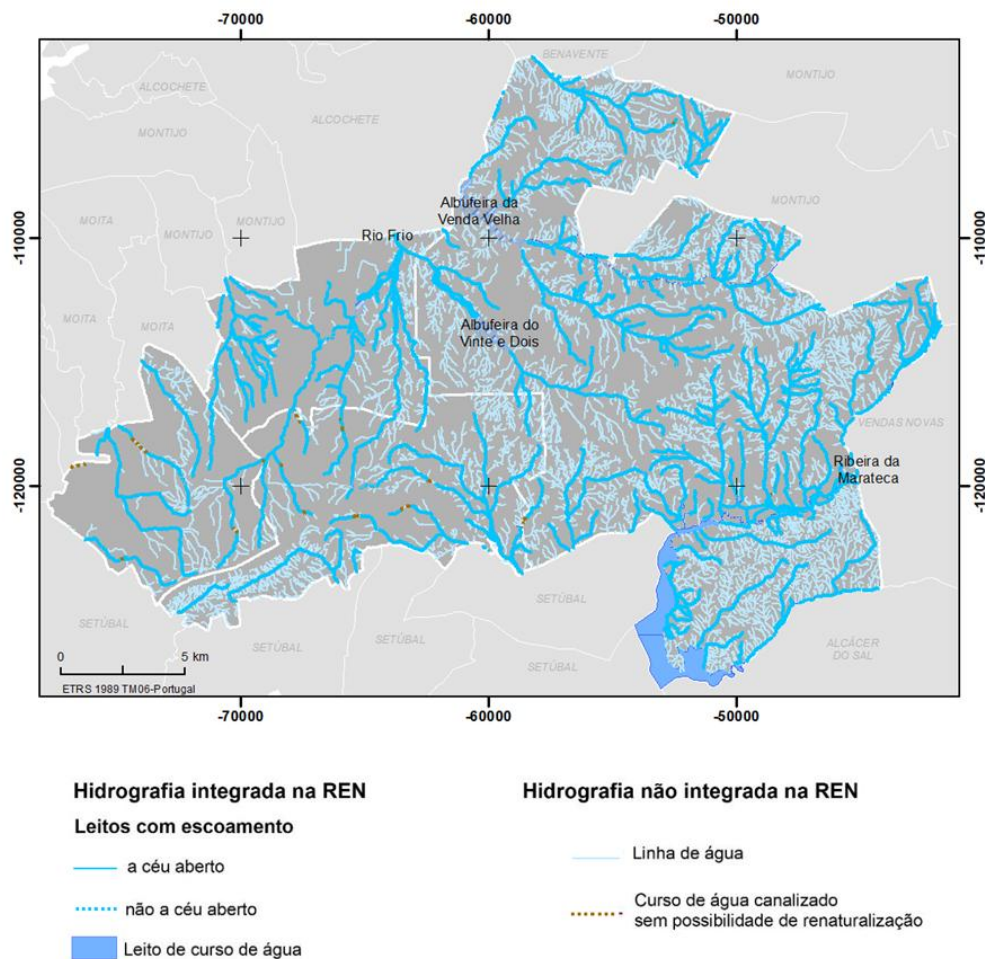 -70000
-60000
-50000
BENAVENTE
MONTIJO
ALCOCHETE
ALCOCHETE
MONTIJO
MONTIJO
Albufeira da
Venda Velha
MOITA
MONTIJO
MONTIJO
-110000
Rio Frio
-110000
MOITA
MOITA
Albufeira do
Vinte e Dois
VENDAS NOVAS
Ribeira da
Marateca
-120000
-120000
SETÚBAL
SETÚBAL
ALCÁCER
DO SAL
SETÚBAL
SETÚBAL
SETÚBAL
0
5 km
ETRS 1989 TM06-Portugal
-70000
-60000
-50000
Hidrografia integrada na REN
Leitos com escoamento
a céu aberto
não a céu aberto
Leito de curso de água
Hidrografia não integrada na REN
Linha de água
Curso de água canalizado
sem possibilidade de renaturalização